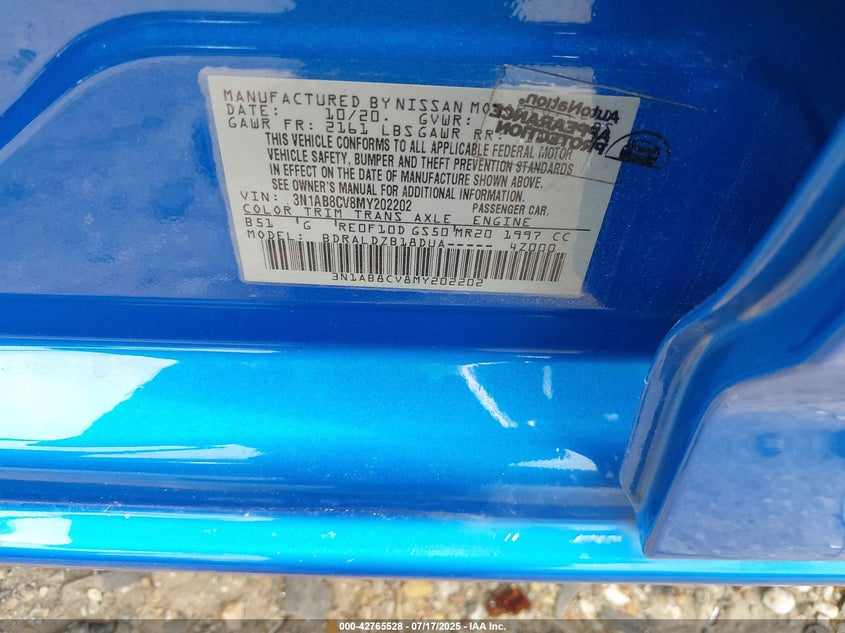 MANUFACTURED BY NISSAN MO
DATE: 10/20. GVWR:
GAWR FR: 2161 LBS GAWR RR:
THIS VEHICLE CONFORMS TO ALL APPLICABLE FEDERAL MOTOR
VEHICLE SAFETY, BUMPER AND THEFT PREVENTION STANDARDS
IN EFFECT ON THE DATE OF MANUFACTURE SHOWN ABOVE.
SEE OWNER'S MANUAL FOR ADDITIONAL INFORMATION.
VIN: 3N1AB8CV8MY202202 PASSENGER CAR.
COLOR TRIM TRANS AXLE ENGINE
B51 G RE0F10D GS50 MR20 1997 CC
MODEL: BDRALDZB18DUA----- 47000
3N1AB8CV8MY202202
AutoNation
APPEARANCE
PROTECTION
000-42765528 - 07/17/2025 - IAA Inc.